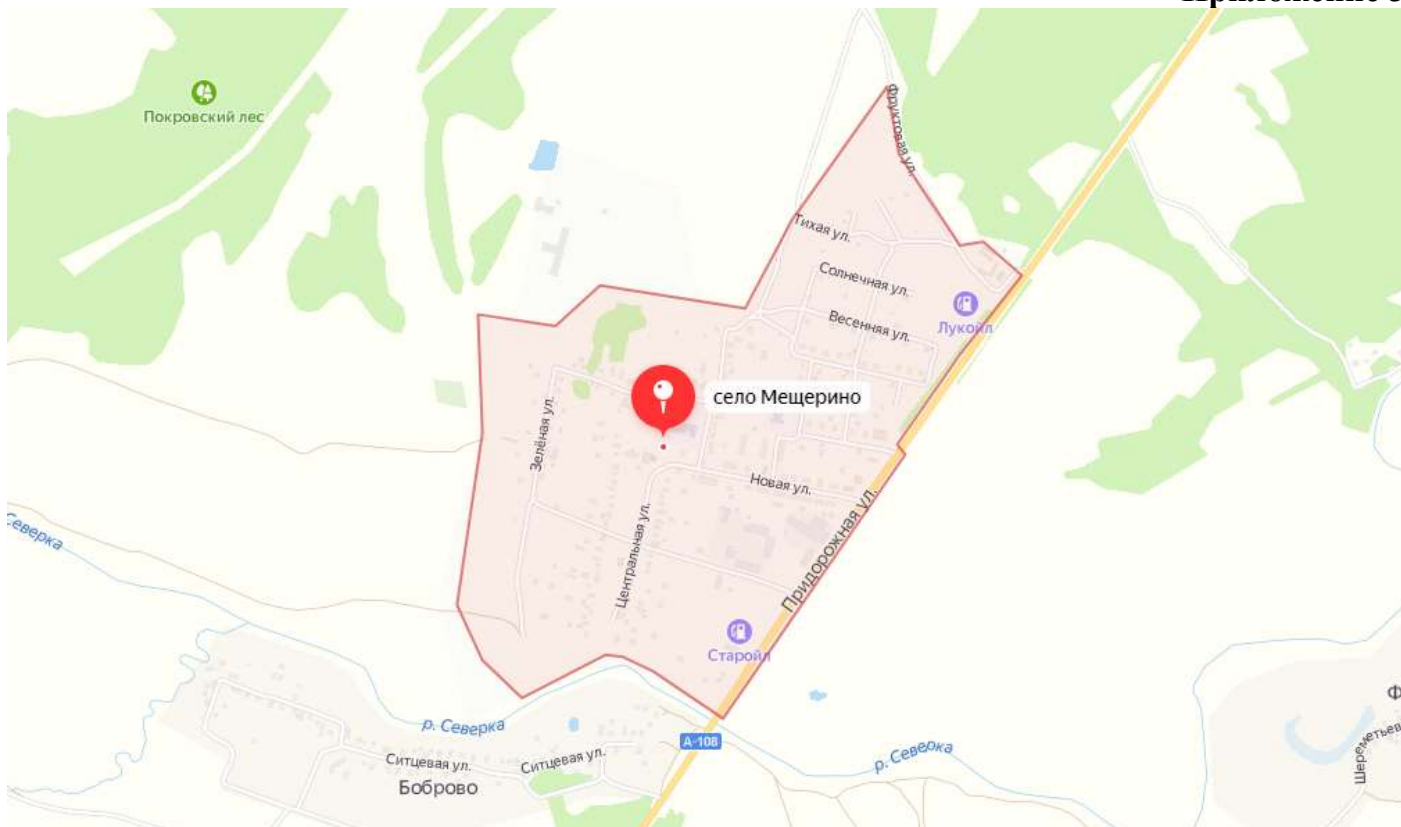 Приложение
Покровский лес
Фруктовая ул.
Тихая ул.
Солнечная ул.
Весенняя ул.
Лукойл
село Мещерино
Зелёная ул.
Новая ул.
Центральная ул.
Придорожная ул.
Северка
Старойл
А-108
р. Северка
р. Северка
Ситцевая ул.
Ситцевая ул.
Боброво